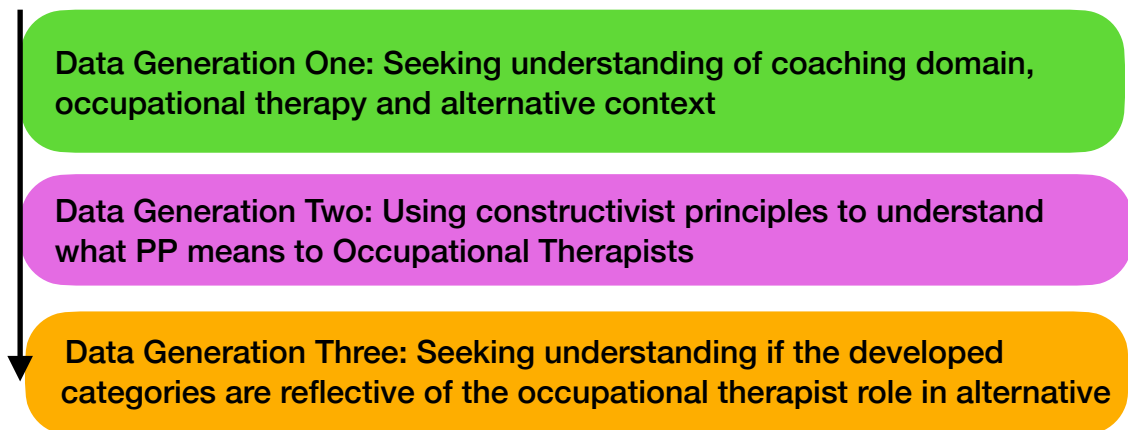 Data Generation One: Seeking understanding of coaching domain,
occupational therapy and alternative context
Data Generation Two: Using constructivist principles to understand
what PP means to Occupational Therapists
Data Generation Three: Seeking understanding if the developed
categories are reflective of the occupational therapist role in alternative